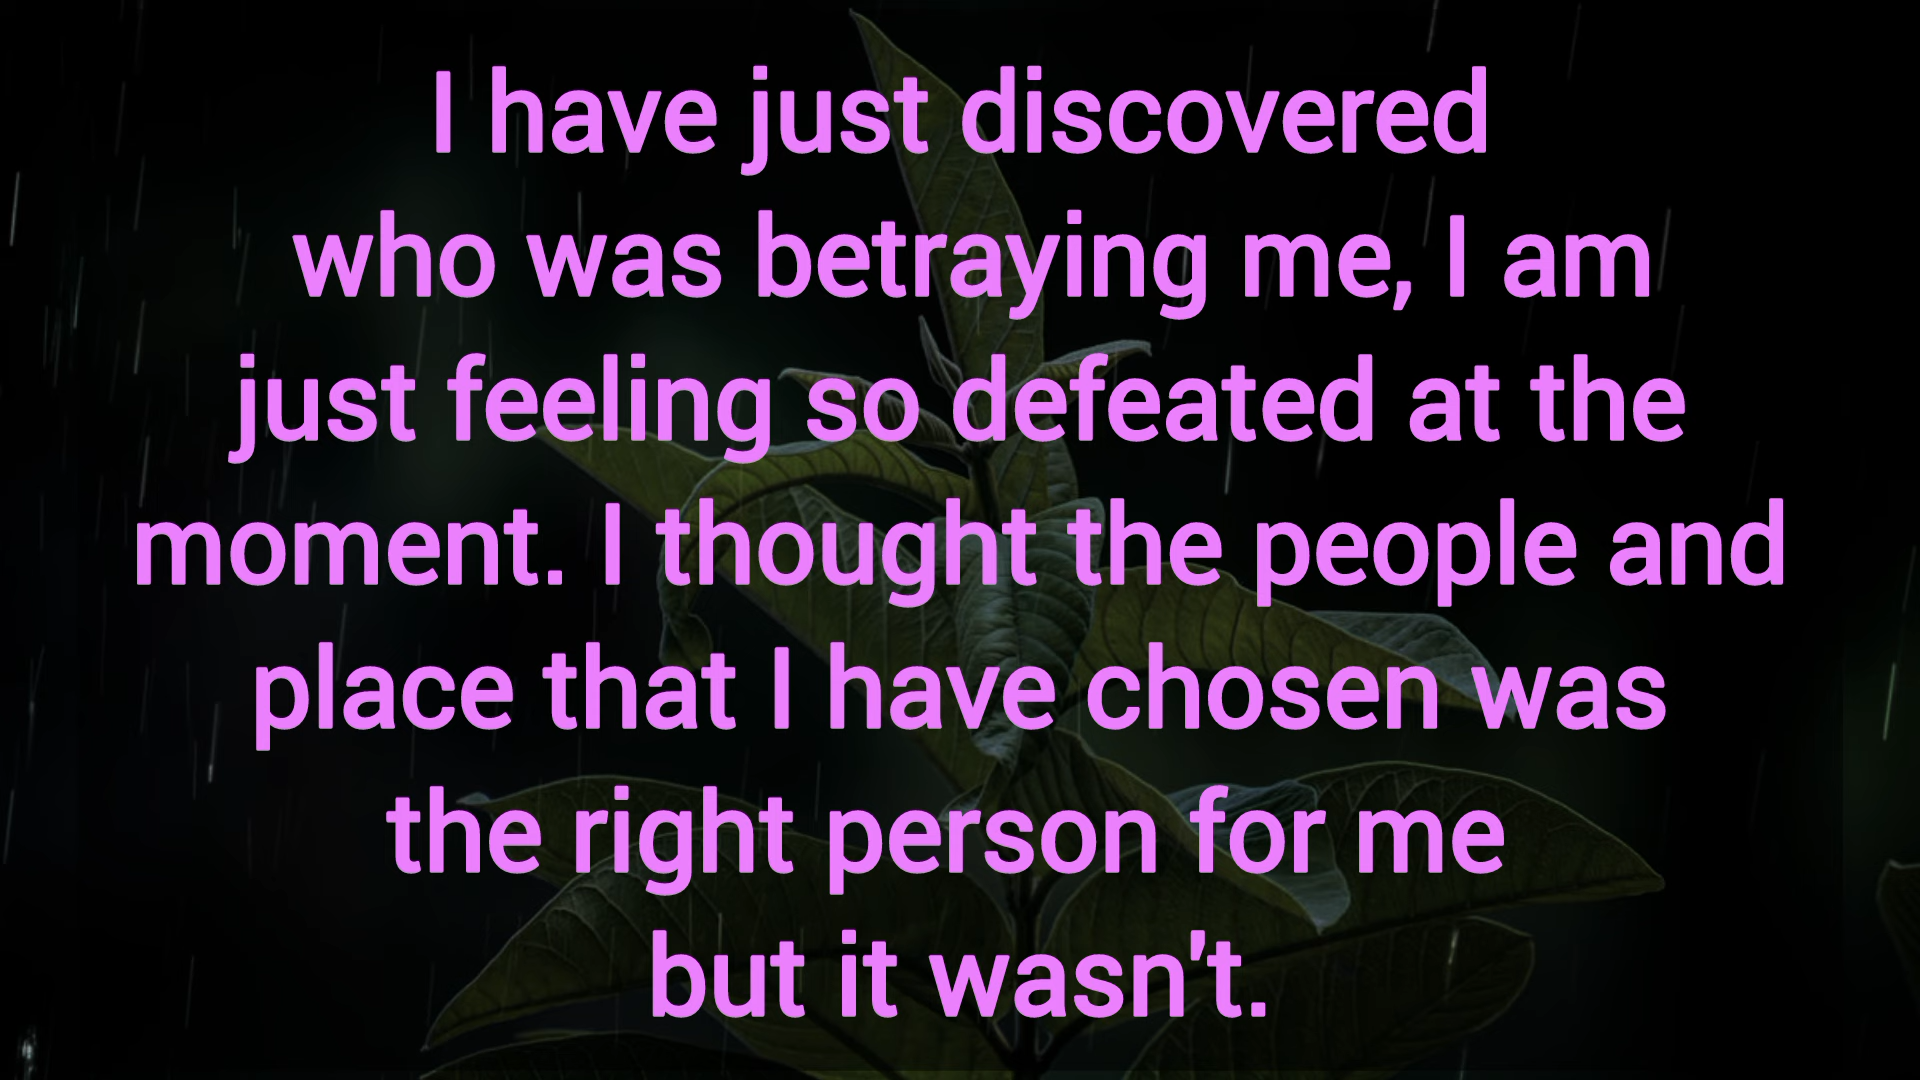 I have just discovered
who was betraying me, I am
just feeling so defeated at the
moment. I thought the people and
place that I have chosen was
the right person for me
but it wasn't.